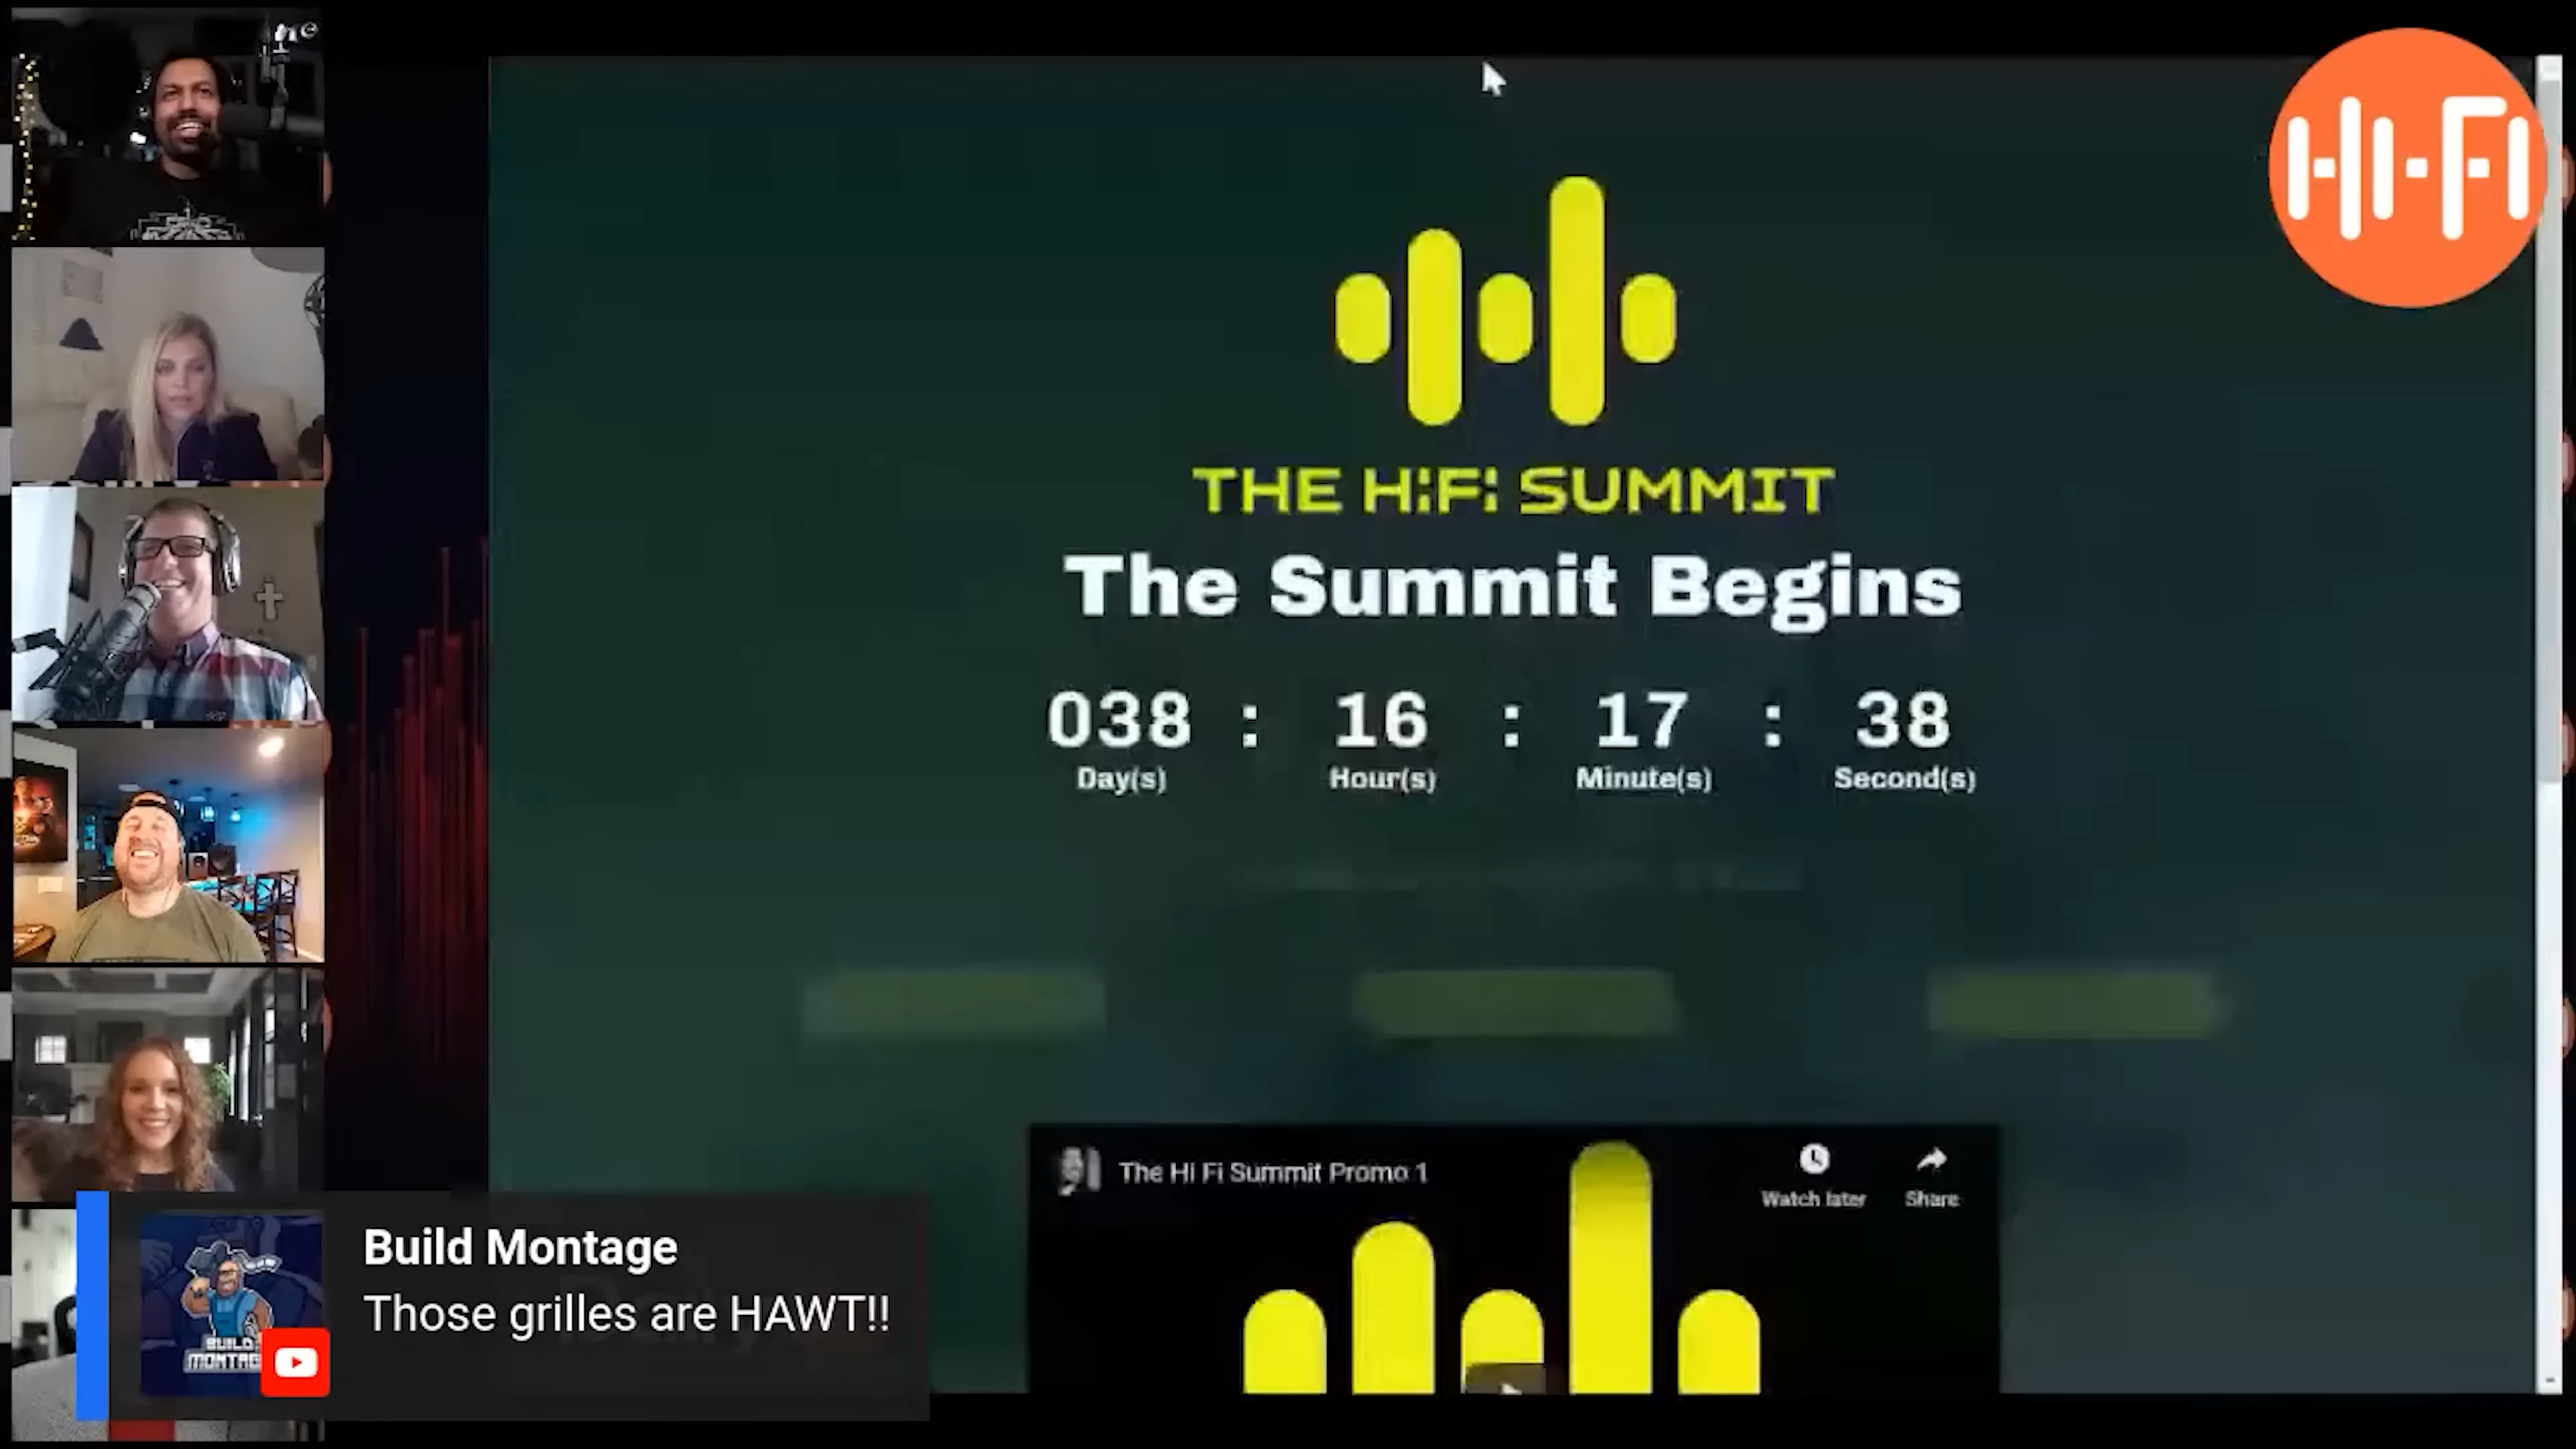 HI-FI
THE HIFI SUMMIT
The Summit Begins
038 : 16 : 17 : 38
Day(s) Hour(s) Minute(s) Second(s)
The Hi Fi Summit Promo 1
Watch later Share
Build Montage
Those grilles are HAWT!!
BUILD